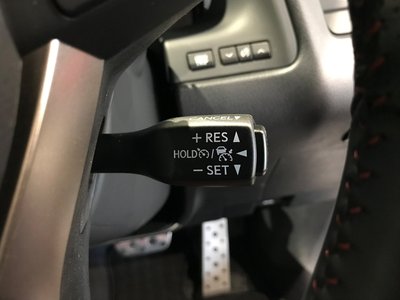 CANCEL▼
+ RES ▲
HOLD / ◀
− SET ▼